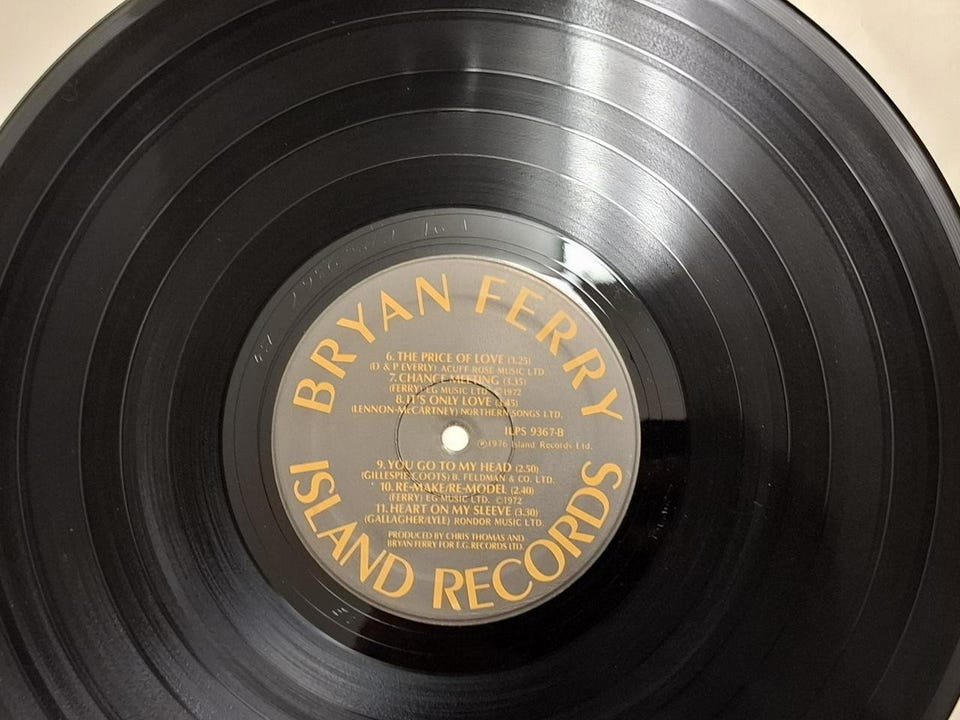 BRYAN FERRY
6. THE PRICE OF LOVE (3.25)
(D & P EVERLY) ACUFF ROSE MUSIC LTD
7. CHANCE MEETING (3.35)
(FERRY) EG MUSIC LTD. ©1972
8. IT'S ONLY LOVE (3.45)
(LENNON-McCARTNEY) NORTHERN SONGS LTD.
ILPS 9367-B
℗1976 Island Records Ltd.
9. YOU GO TO MY HEAD (2.50)
(GILLESPIE/COOTS) B. FELDMAN & CO. LTD.
10. RE-MAKE/RE-MODEL (2.40)
(FERRY) EG MUSIC LTD. ©1972
11. HEART ON MY SLEEVE (3.30)
(GALLAGHER/LYLE) RONDOR MUSIC LTD.
PRODUCED BY CHRIS THOMAS AND
BRYAN FERRY FOR E.G. RECORDS LTD.
ISLAND RECORDS